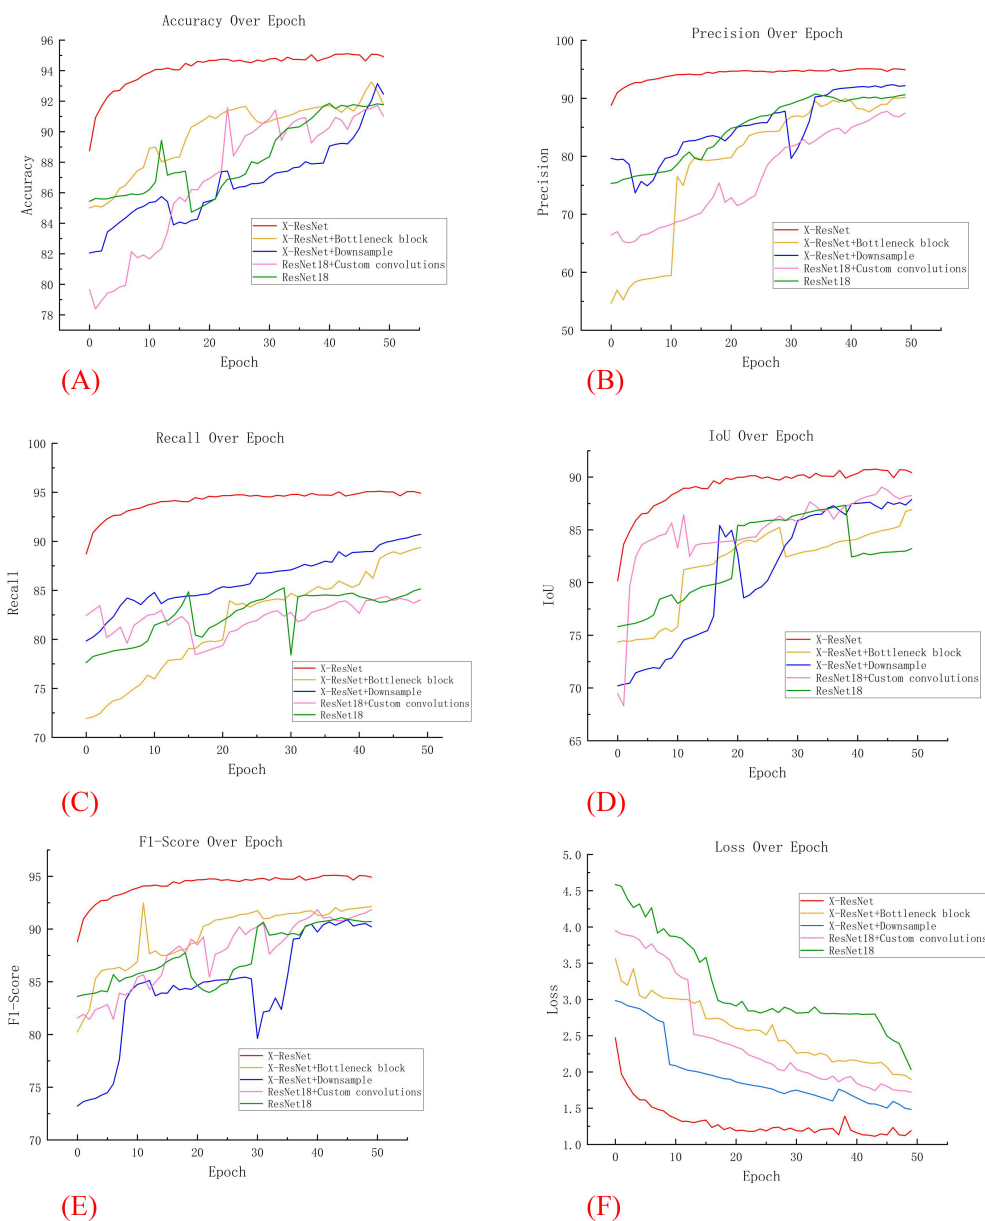 Accuracy Over Epoch
96
94
92
90
88
86
84
82
80
78
Accuracy
X-ResNet
X-ResNet+Bottleneck block
X-ResNet+Downsample
ResNet18+Custom convolutions
ResNet18
0 10 20 30 40 50
Epoch
(A)
Precision Over Epoch
100
90
80
70
60
50
Precision
X-ResNet
X-ResNet+Bottleneck block
X-ResNet+Downsample
ResNet18+Custom convolutions
ResNet18
0 10 20 30 40 50
Epoch
(B)
Recall Over Epoch
100
95
90
85
80
75
70
Recall
X-ResNet
X-ResNet+Bottleneck block
X-ResNet+Downsample
ResNet18+Custom convolutions
ResNet18
0 10 20 30 40 50
Epoch
(C)
IoU Over Epoch
90
85
80
75
70
65
IoU
X-ResNet
X-ResNet+Bottleneck block
X-ResNet+Downsample
ResNet18+Custom convolutions
ResNet18
0 10 20 30 40 50
Epoch
(D)
F1-Score Over Epoch
95
90
85
80
75
70
F1-Score
X-ResNet
X-ResNet+Bottleneck block
X-ResNet+Downsample
ResNet18+Custom convolutions
ResNet18
0 10 20 30 40 50
Epoch
(E)
Loss Over Epoch
5.0
4.5
4.0
3.5
3.0
2.5
2.0
1.5
1.0
Loss
X-ResNet
X-ResNet+Bottleneck block
X-ResNet+Downsample
ResNet18+Custom convolutions
ResNet18
0 10 20 30 40 50
Epoch
(F)